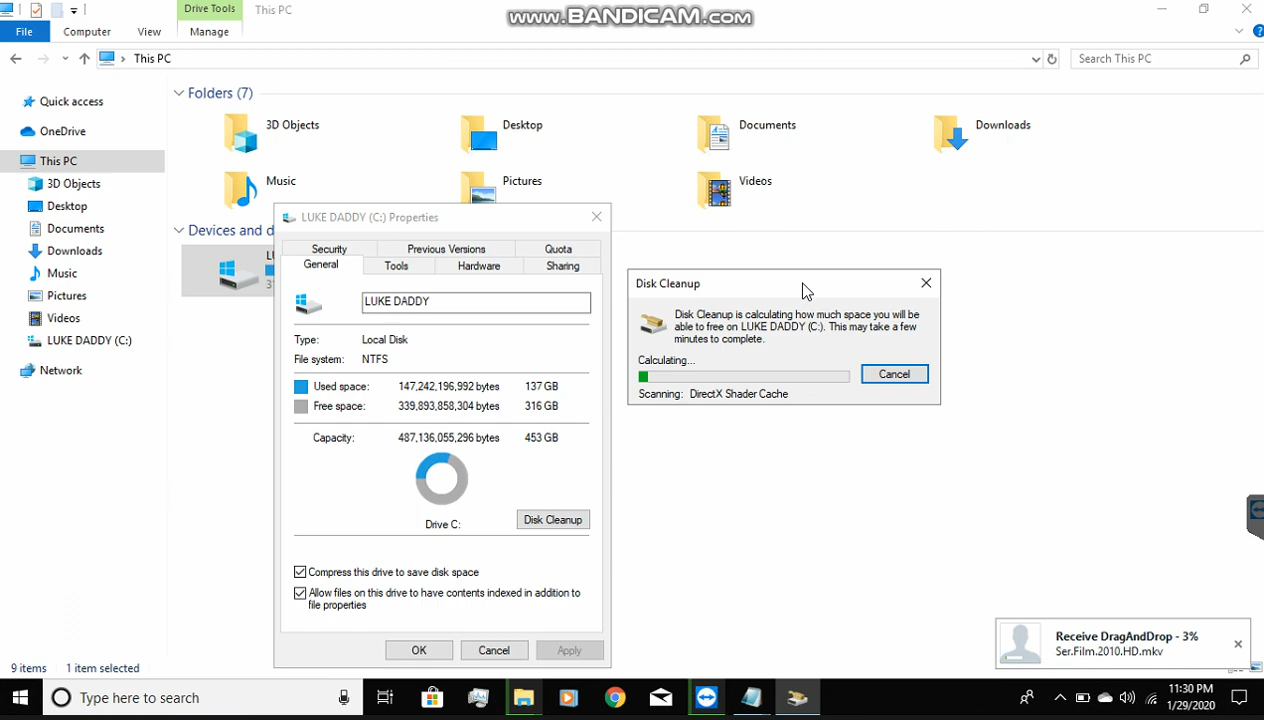 Drive Tools
This PC
www.BANDICAM.com
File
Computer
View
Manage
This PC
Search This PC
Quick access
OneDrive
This PC
3D Objects
Desktop
Documents
Downloads
Music
Pictures
Videos
LUKE DADDY (C:)
Network
Folders (7)
3D Objects
Desktop
Documents
Downloads
Music
Pictures
Videos
Devices and d
LUKE DADDY (C:) Properties
Security
Previous Versions
Quota
General
Tools
Hardware
Sharing
LUKE DADDY
Type: Local Disk
File system: NTFS
Used space: 147,242,196,992 bytes 137 GB
Free space: 339,893,858,304 bytes 316 GB
Capacity: 487,136,055,296 bytes 453 GB
Drive C:
Disk Cleanup
Compress this drive to save disk space
Allow files on this drive to have contents indexed in addition to
file properties
OK
Cancel
Apply
Disk Cleanup
Disk Cleanup is calculating how much space you will be
able to free on LUKE DADDY (C:). This may take a few
minutes to complete.
Calculating...
Cancel
Scanning: DirectX Shader Cache
Receive DragAndDrop - 3%
Ser.Film.2010.HD.mkv
9 items
1 item selected
Type here to search
11:30 PM
1/29/2020